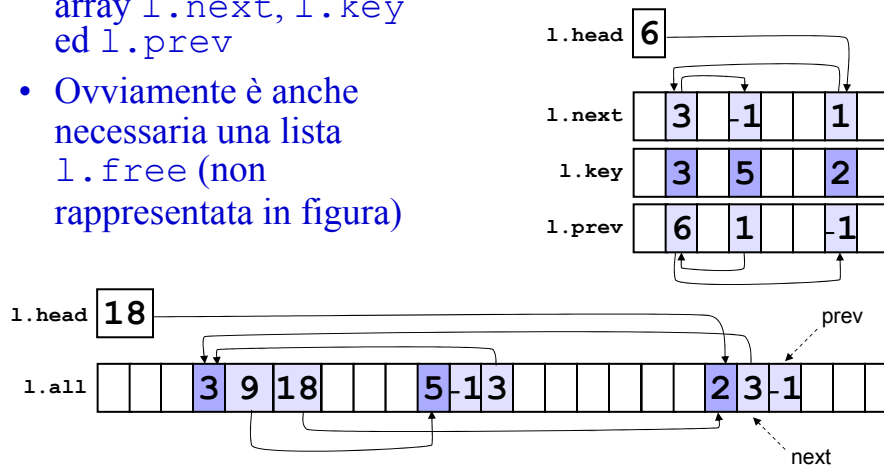 array l.next, l.key
ed l.prev
• Ovviamente è anche
necessaria una lista
l.free (non
rappresentata in figura)
l.head 6
l.next 3 -1 1
l.key 3 5 2
l.prev 6 1 -1
l.head 18
prev
l.all 3 9 18 5 -1 3 2 3 -1
next